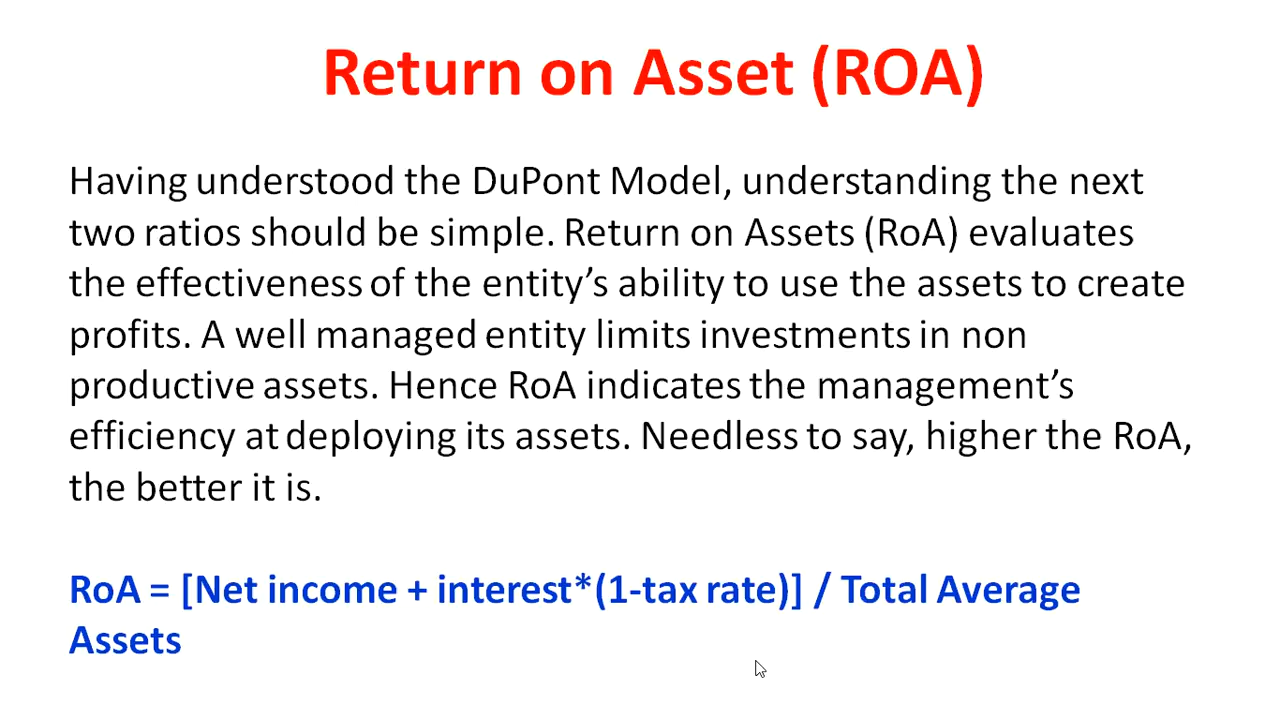 Return on Asset (ROA)
Having understood the DuPont Model, understanding the next
two ratios should be simple. Return on Assets (RoA) evaluates
the effectiveness of the entity’s ability to use the assets to create
profits. A well managed entity limits investments in non
productive assets. Hence RoA indicates the management’s
efficiency at deploying its assets. Needless to say, higher the RoA,
the better it is.
RoA = [Net income + interest*(1-tax rate)] / Total Average
Assets